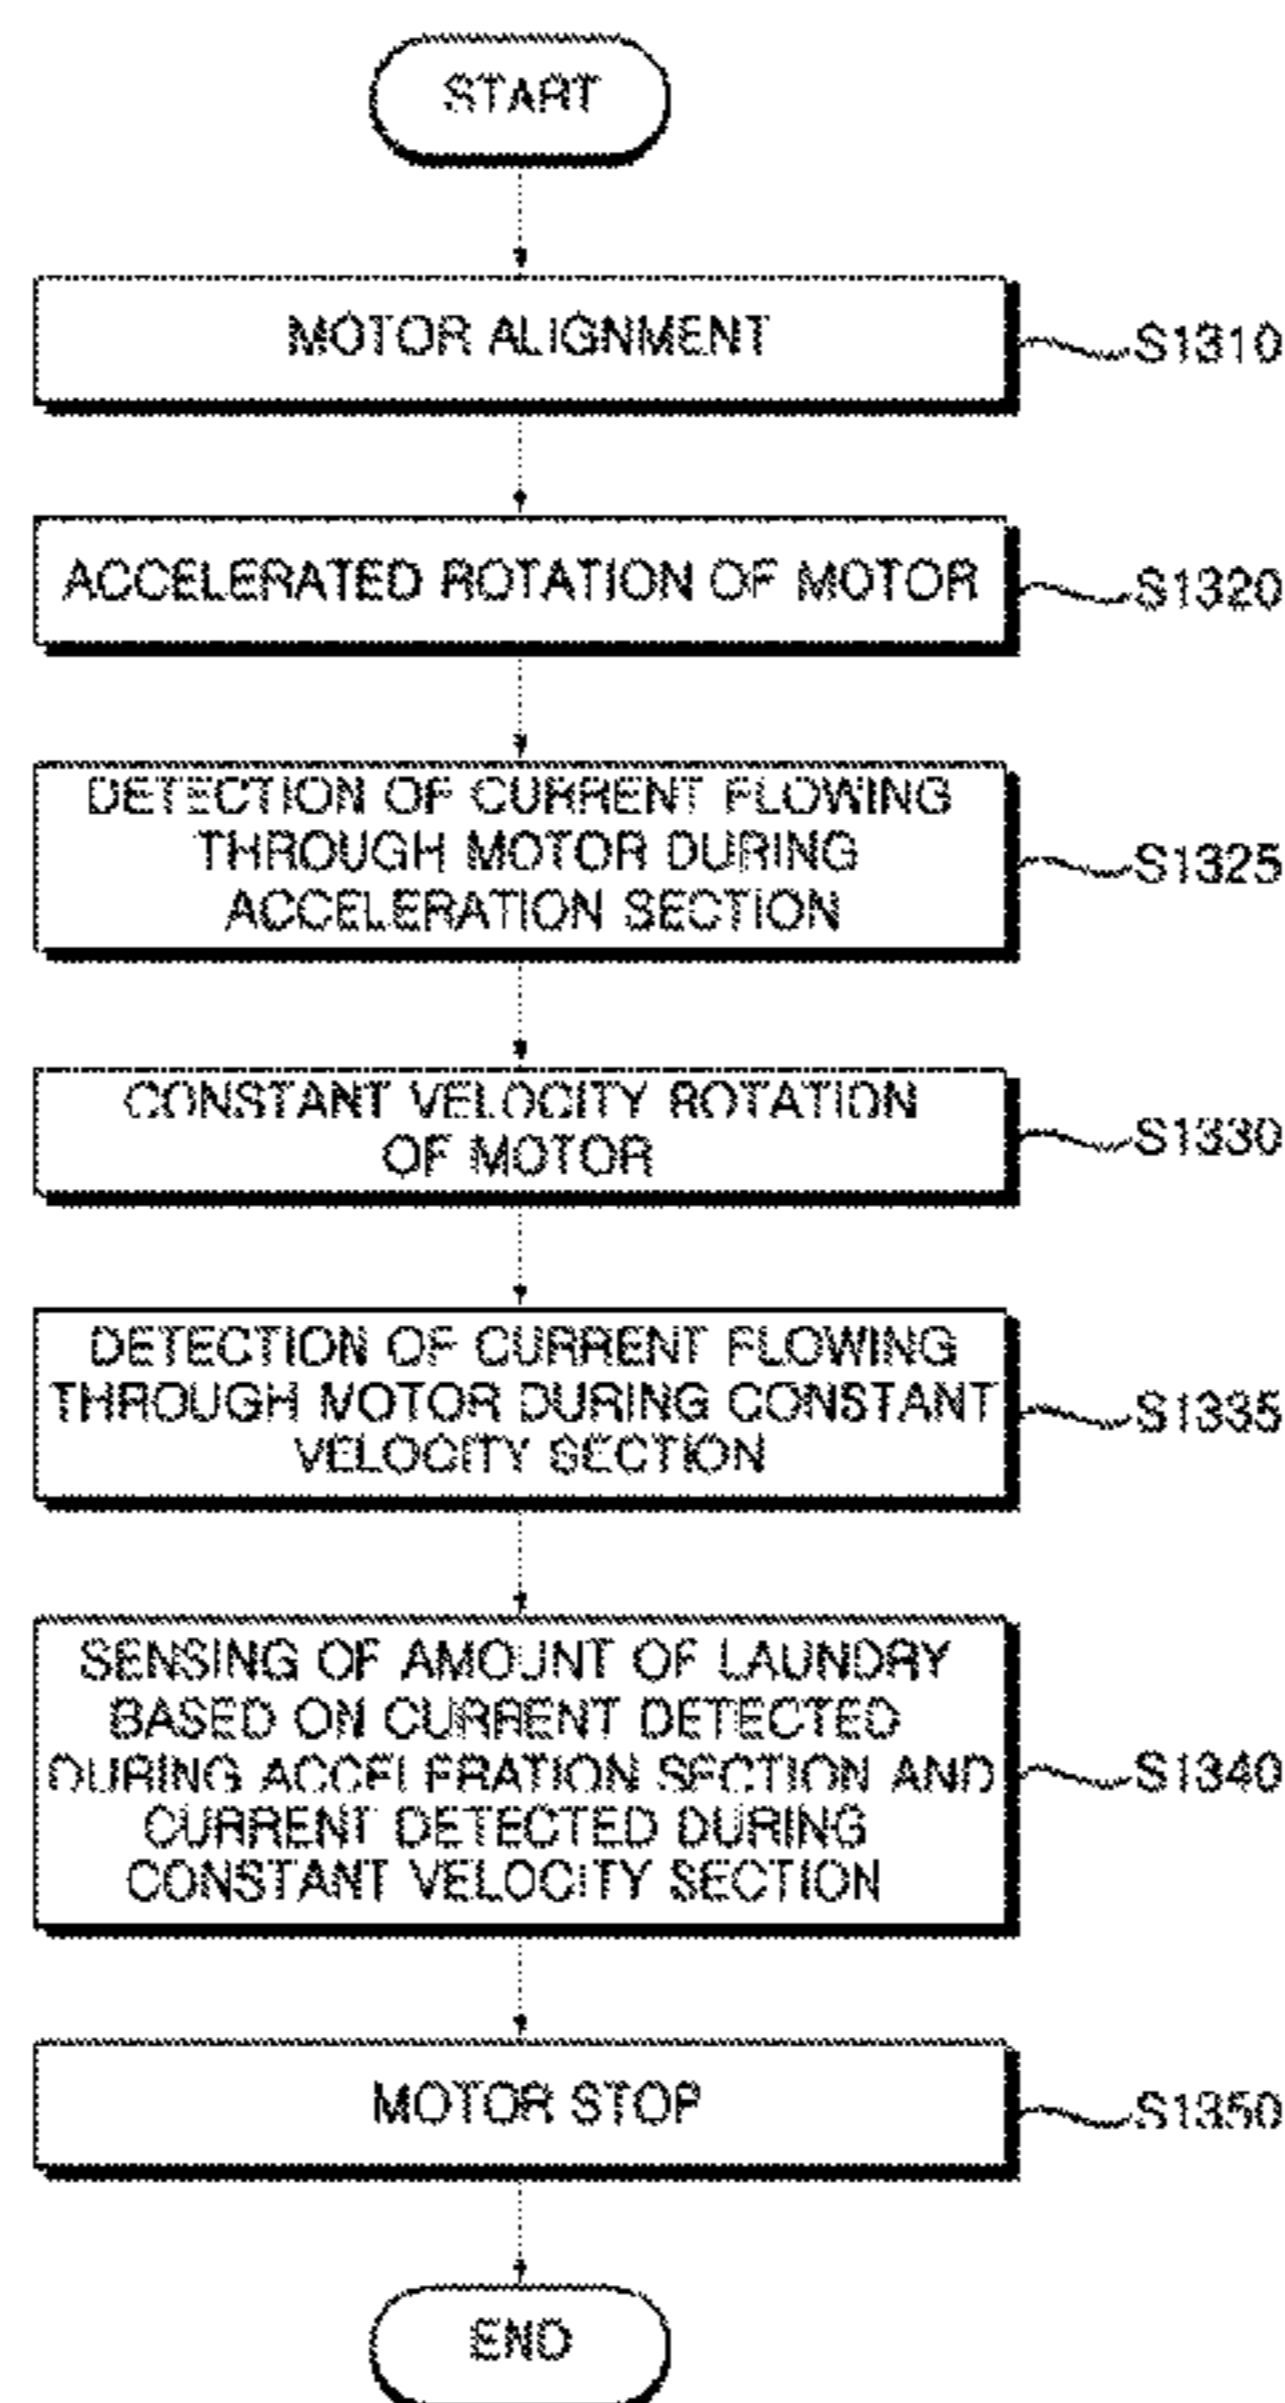 START
MOTOR ALIGNMENT
S1310
ACCELERATED ROTATION OF MOTOR
S1320
DETECTION OF CURRENT FLOWING
THROUGH MOTOR DURING
ACCELERATION SECTION
S1325
CONSTANT VELOCITY ROTATION
OF MOTOR
S1330
DETECTION OF CURRENT FLOWING
THROUGH MOTOR DURING CONSTANT
VELOCITY SECTION
S1335
SENSING OF AMOUNT OF LAUNDRY
BASED ON CURRENT DETECTED
DURING ACCELERATION SECTION AND
CURRENT DETECTED DURING
CONSTANT VELOCITY SECTION
S1340
MOTOR STOP
S1350
END